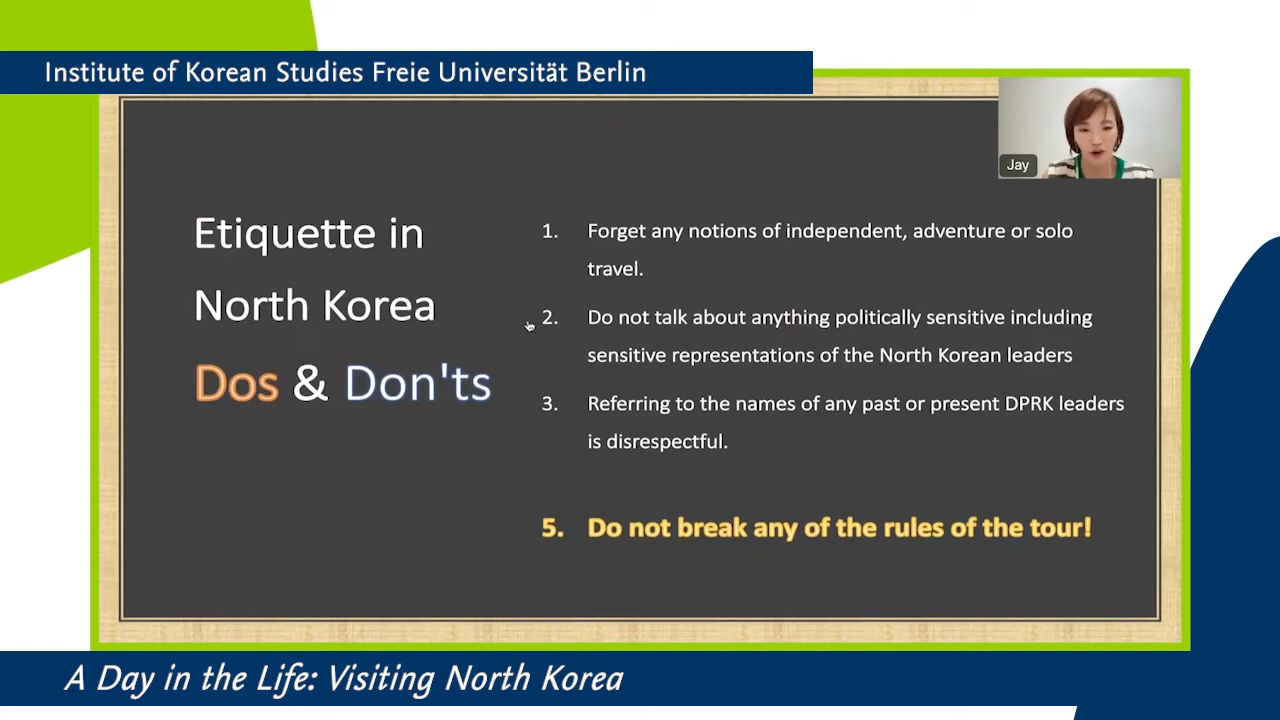 Institute of Korean Studies Freie Universität Berlin
Jay
Etiquette in
North Korea
Dos & Don'ts
1. Forget any notions of independent, adventure or solo
travel.
2. Do not talk about anything politically sensitive including
sensitive representations of the North Korean leaders
3. Referring to the names of any past or present DPRK leaders
is disrespectful.
5. Do not break any of the rules of the tour!
A Day in the Life: Visiting North Korea